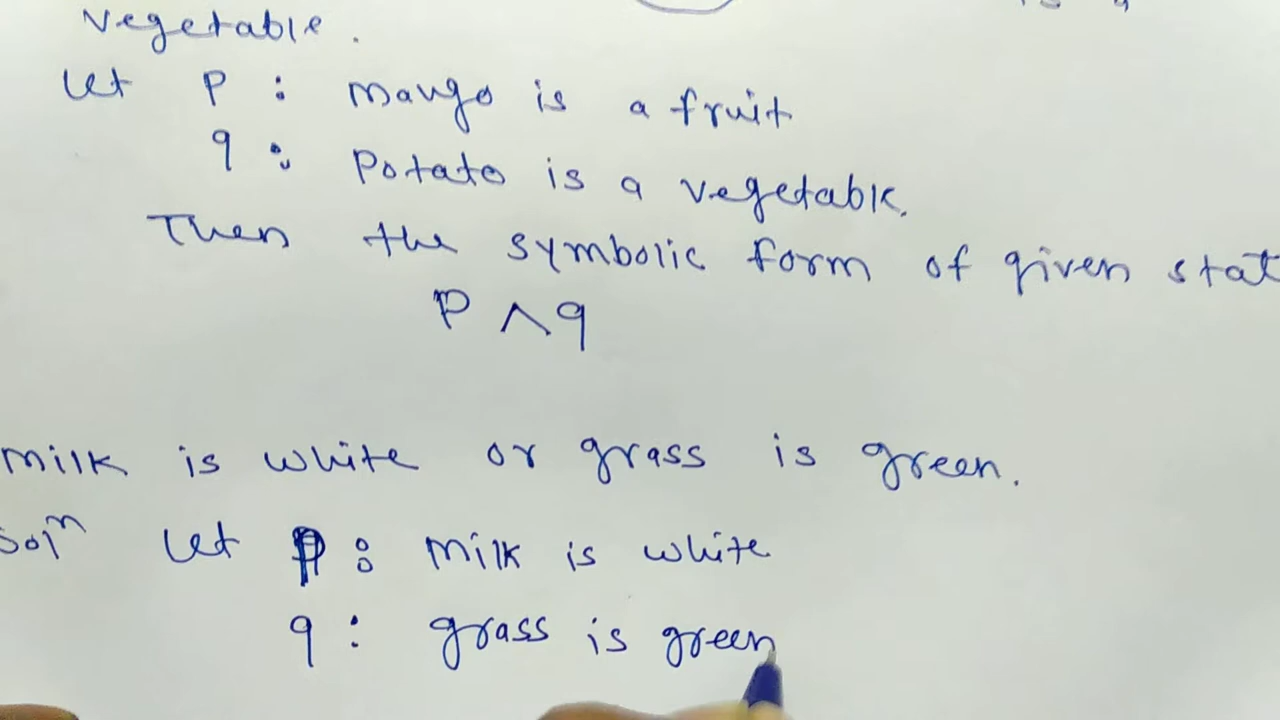 vegetable.
Let P : Mango is a fruit
q : Potato is a vegetable.
Then the symbolic form of given stat
P ∧ q
Milk is white or grass is green.
Solⁿ Let P : Milk is white
q : grass is green